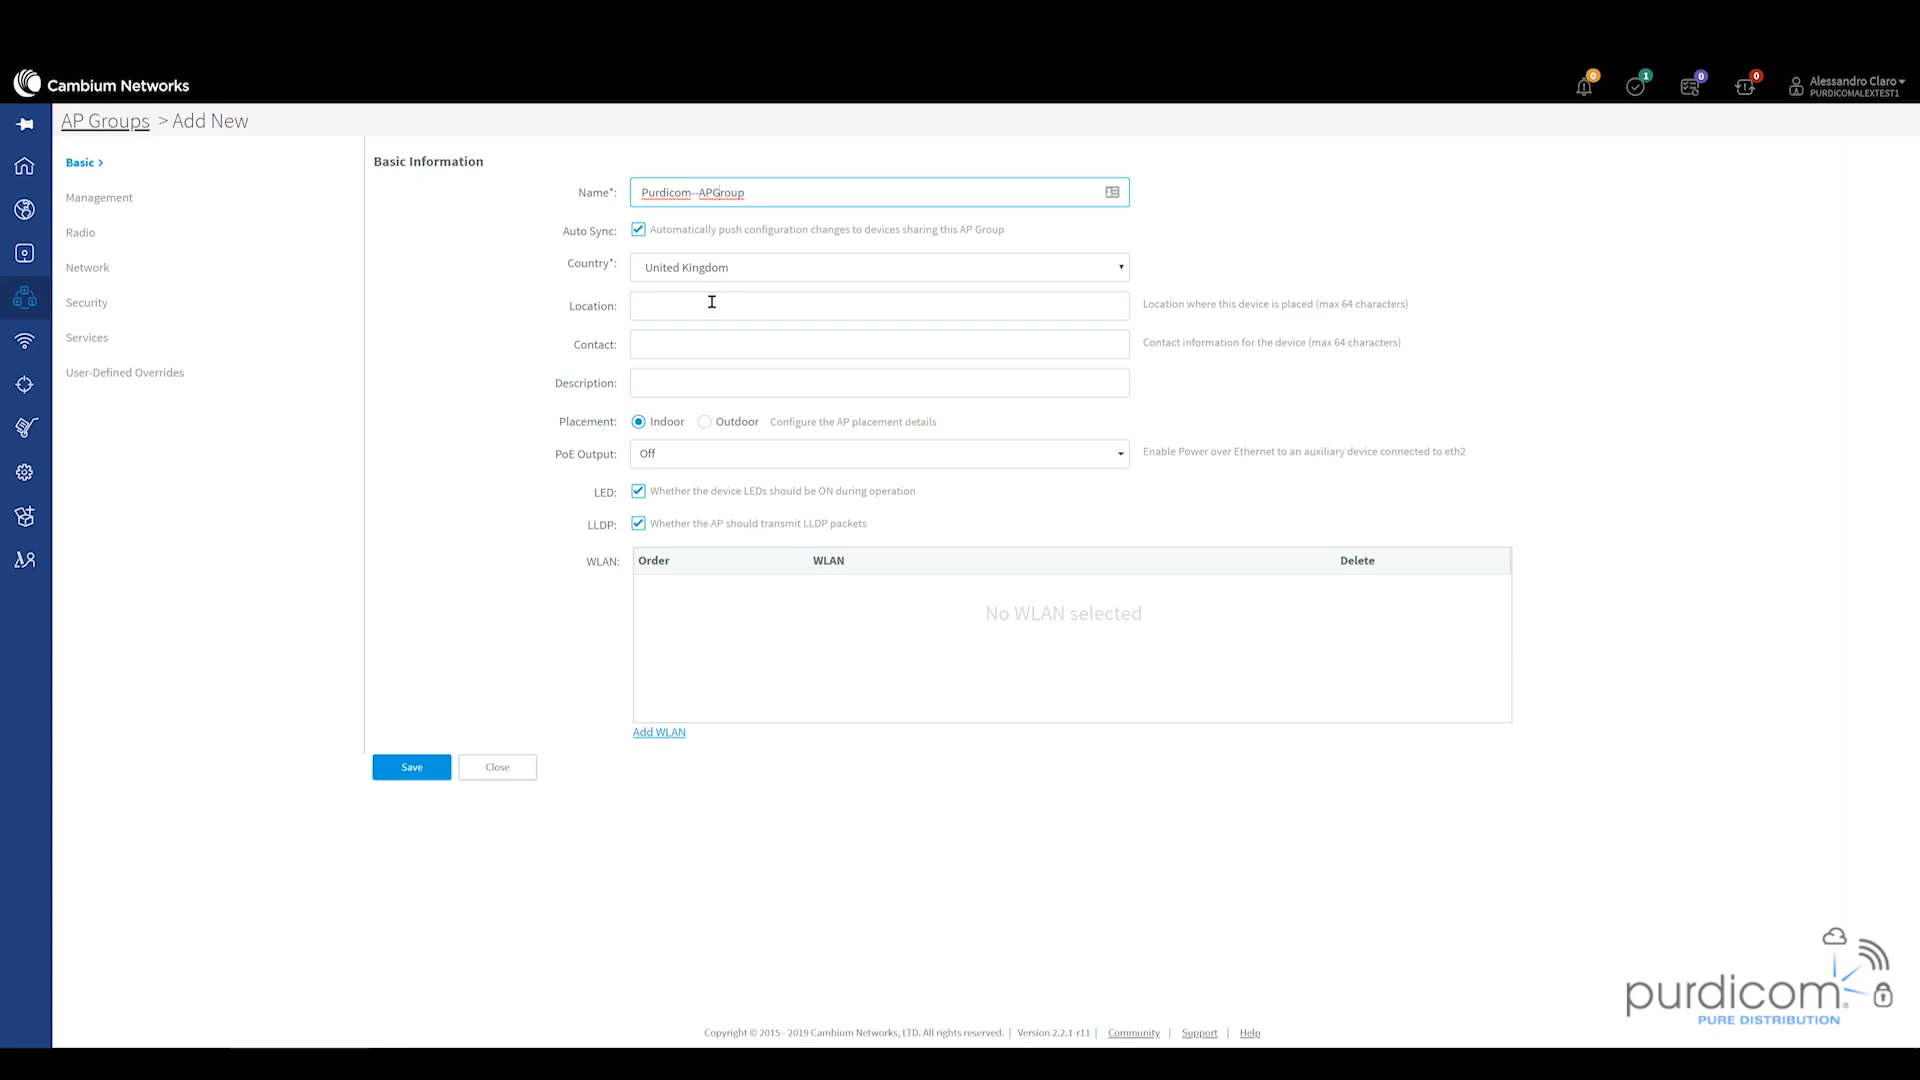 Cambium Networks
0
1
0
0
Alessandro Claro
PURDICOMALEXTEST1
AP Groups > Add New
Basic >
Management
Radio
Network
Security
Services
User-Defined Overrides
Basic Information
Name*: Purdicom--APGroup
Auto Sync: Automatically push configuration changes to devices sharing this AP Group
Country*: United Kingdom
Location: Location where this device is placed (max 64 characters)
Contact: Contact information for the device (max 64 characters)
Description:
Placement: Indoor Outdoor Configure the AP placement details
PoE Output: Off Enable Power over Ethernet to an auxiliary device connected to eth2
LED: Whether the device LEDs should be ON during operation
LLDP: Whether the AP should transmit LLDP packets
WLAN: Order WLAN Delete
No WLAN selected
Add WLAN
Save Close
purdicom
PURE DISTRIBUTION
Copyright © 2015 - 2019 Cambium Networks, LTD. All rights reserved. | Version 2.2.1-r11 | Community | Support | Help